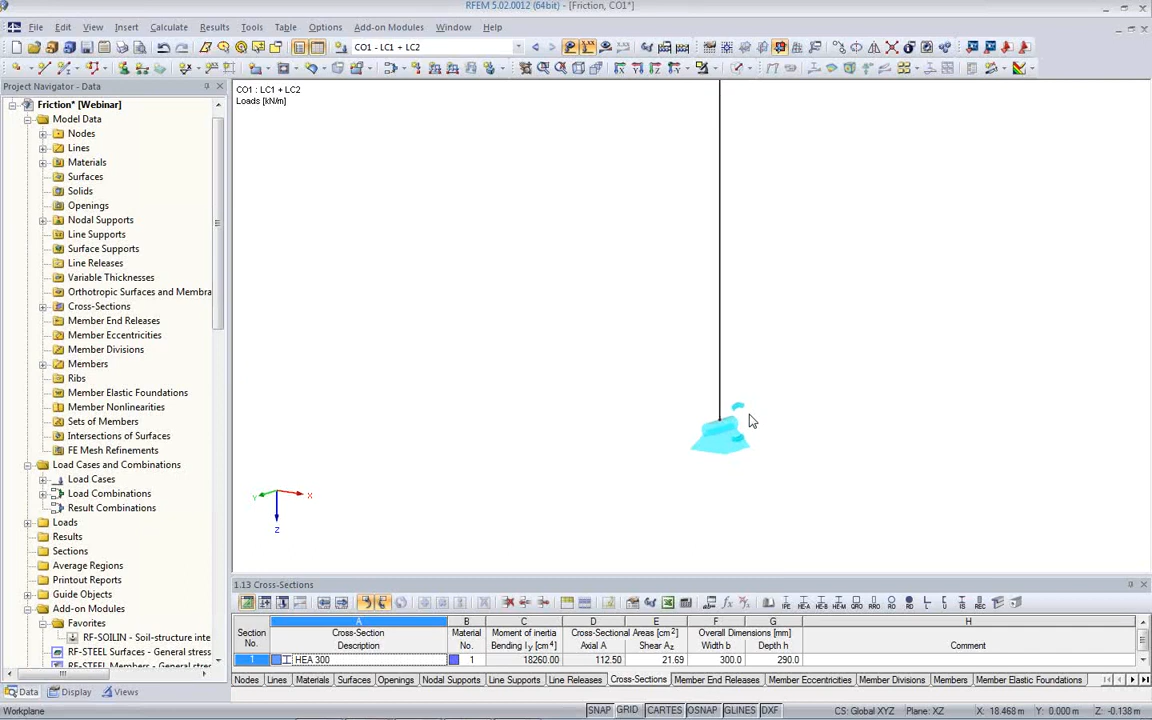 RFEM 5.02.0012 (64bit) - [Friction, CO1*]
File Edit View Insert Calculate Results Tools Table Options Add-on Modules Window Help
CO1 - LC1 + LC2
Project Navigator - Data
Friction* [Webinar]
Model Data
Nodes
Lines
Materials
Surfaces
Solids
Openings
Nodal Supports
Line Supports
Surface Supports
Line Releases
Variable Thicknesses
Orthotropic Surfaces and Membra
Cross-Sections
Member End Releases
Member Eccentricities
Member Divisions
Members
Ribs
Member Elastic Foundations
Member Nonlinearities
Sets of Members
Intersections of Surfaces
FE Mesh Refinements
Load Cases and Combinations
Load Cases
Load Combinations
Result Combinations
Loads
Results
Sections
Average Regions
Printout Reports
Guide Objects
Add-on Modules
Favorites
RF-SOILIN - Soil-structure inte
RF-STEEL Surfaces - General stres
RF-STEEL Members - General stre
Data Display Views
CO1 : LC1 + LC2
Loads [kN/m]
Y X
Z
1.13 Cross-Sections
A B C D E F G H
Section Cross-Section Material Moment of inertia Cross-Sectional Areas [cm²] Overall Dimensions [mm]
No. Description No. Bending Iy [cm4] Axial A Shear Az Width b Depth h Comment
1 HEA 300 1 18260.00 112.50 21.69 300.0 290.0
Nodes Lines Materials Surfaces Openings Nodal Supports Line Supports Line Releases Cross-Sections Member End Releases Member Eccentricities Member Divisions Members Member Elastic Foundations
Workplane SNAP GRID CARTES OSNAP GLINES DXF CS: Global XYZ Plane: XZ X: 18.468 m Y: 0.000 m Z: -0.138 m